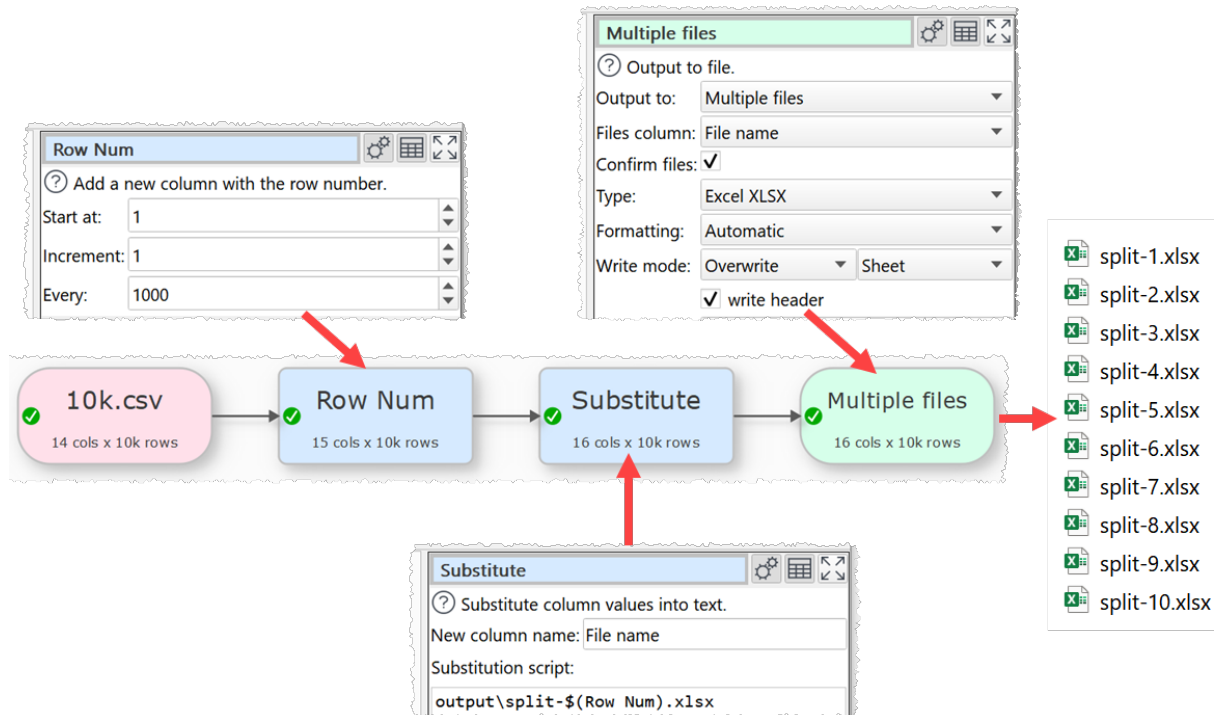 Multiple files
Output to file.
Output to: Multiple files
Files column: File name
Confirm files:
Type: Excel XLSX
Formatting: Automatic
Write mode: Overwrite Sheet
write header
Row Num
Add a new column with the row number.
Start at: 1
Increment: 1
Every: 1000
10k.csv
14 cols x 10k rows
Row Num
15 cols x 10k rows
Substitute
16 cols x 10k rows
Multiple files
16 cols x 10k rows
split-1.xlsx
split-2.xlsx
split-3.xlsx
split-4.xlsx
split-5.xlsx
split-6.xlsx
split-7.xlsx
split-8.xlsx
split-9.xlsx
split-10.xlsx
Substitute
Substitute column values into text.
New column name: File name
Substitution script:
output\split-$(Row Num).xlsx